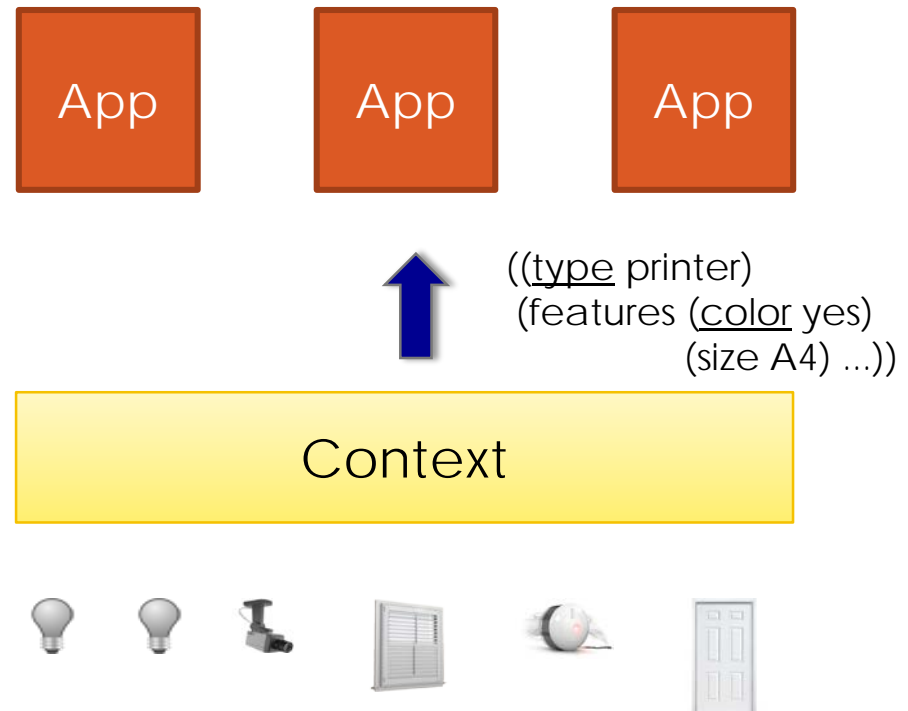 App App App
((type printer)
(features (color yes)
(size A4) ...))
Context